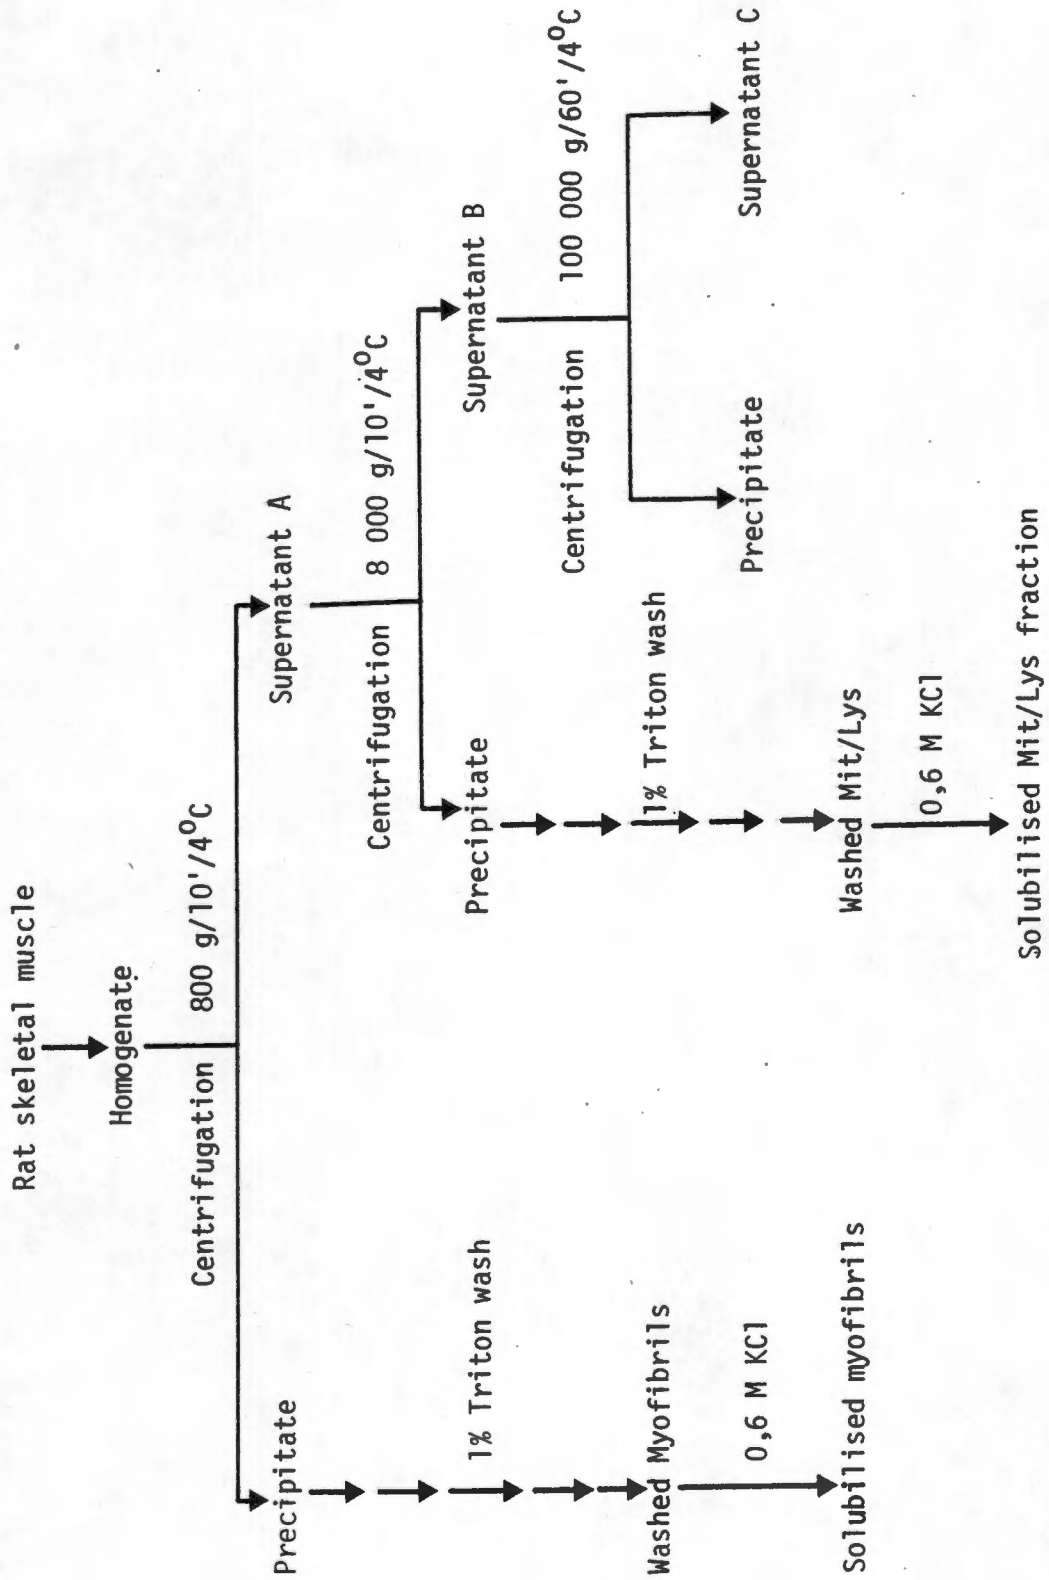 Rat skeletal muscle
Homogenate
Centrifugation 800 g/10'/4°C
Precipitate
Supernatant A
Centrifugation 8 000 g/10'/4°C
1% Triton wash
Precipitate
Supernatant B
Centrifugation 100 000 g/60'/4°C
1% Triton wash
Washed Myofibrils
0,6 M KCl
Solubilised myofibrils
Washed Mit/Lys
0,6 M KCl
Solubilised Mit/Lys fraction
Precipitate
Supernatant C